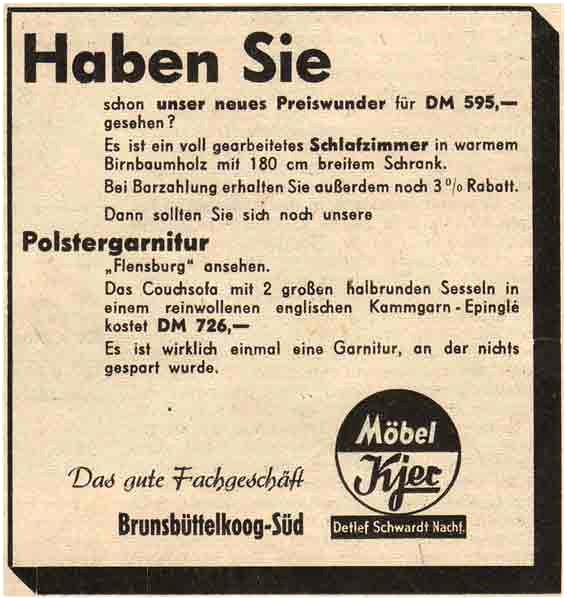 Haben Sie
schon unser neues Preiswunder für DM 595,—
gesehen?
Es ist ein voll gearbeitetes Schlafzimmer in warmem
Birnbaumholz mit 180 cm breitem Schrank.
Bei Barzahlung erhalten Sie außerdem noch 3% Rabatt.
Dann sollten Sie sich noch unsere
Polstergarnitur
„Flensburg“ ansehen.
Das Couchsofa mit 2 großen halbrunden Sesseln in
einem reinwollenen englischen Kammgarn-Epinglé
kostet DM 726,—
Es ist wirklich einmal eine Garnitur, an der nichts
gespart wurde.
Das gute Fachgeschäft
Brunsbüttelkoog-Süd
Möbel
Kjer
Detlef Schwardt Nachf.